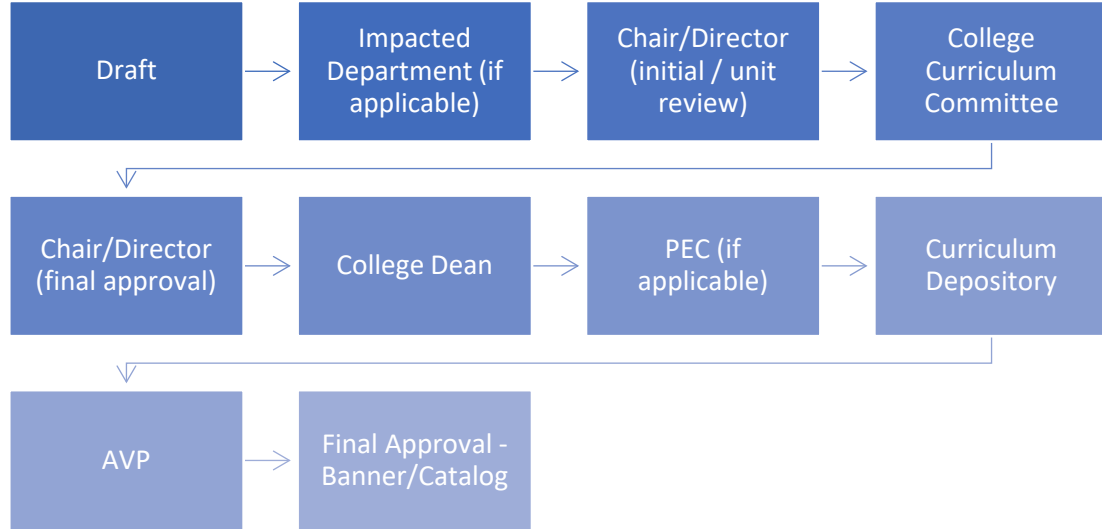 Draft
Impacted
Department (if
applicable)
Chair/Director
(initial / unit
review)
College
Curriculum
Committee
Chair/Director
(final approval)
College Dean
PEC (if
applicable)
Curriculum
Depository
AVP
Final Approval -
Banner/Catalog